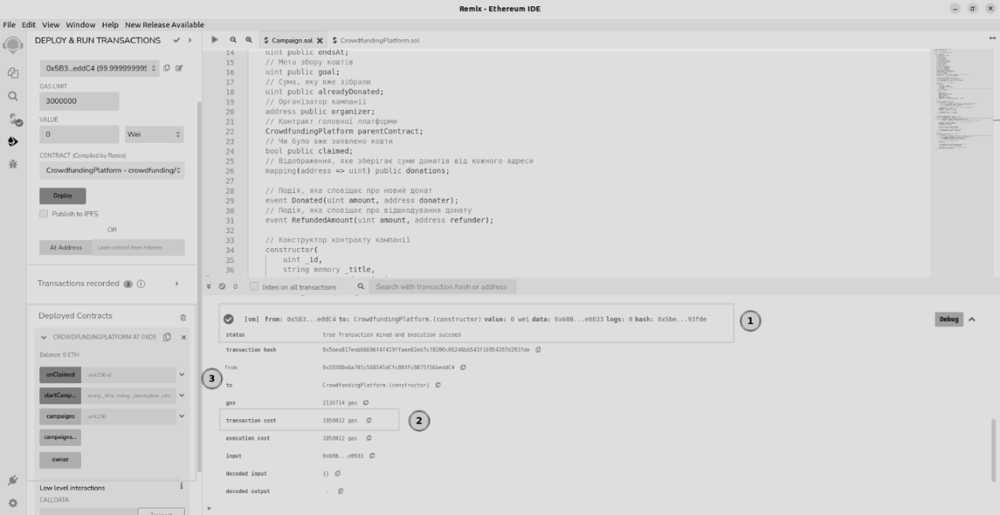 Remix - Ethereum IDE
File Edit View Window Help New Release Available
DEPLOY & RUN TRANSACTIONS
0x5B3...eddC4 (99.9999999999
GAS LIMIT
3000000
VALUE
0 Wei
CONTRACT (Compiled by Remix)
CrowdfundingPlatform - crowdfunding/
Deploy
Publish to IPFS
OR
At Address Load contract from Address
Transactions recorded 2 i
Deployed Contracts
CROWDFUNDINGPLATFORM AT 0XD9
Balance: 0 ETH
onClaimed uint256 id
startCamp... string _title, string _description, uint
campaigns uint256
campaigns...
owner
Low level interactions i
CALLDATA
Transact
Campaign.sol CrowdfundingPlatform.sol
14 uint public endsAt;
15 // Мета збору коштів
16 uint public goal;
17 // Сума, яку вже зібрали
18 uint public alreadyDonated;
19 // Організатор кампанії
20 address public organizer;
21 // Контракт головної платформи
22 CrowdfundingPlatform parentContract;
23 // Чи було вже заявлено кошти
24 bool public claimed;
25 // Відображення, яке зберігає суми донатів від кожного адреси
26 mapping(address => uint) public donations;
27
28 // Подія, яка сповіщає про новий донат
29 event Donated(uint amount, address donater);
30 // Подія, яка сповіщає про відшкодування донату
31 event RefundedAmount(uint amount, address refunder);
32
33 // Конструктор контракту кампанії
34 constructor(
35 uint _id,
36 string memory _title,
0 listen on all transactions Search with transaction hash or address
[vm] from: 0x5B3...eddC4 to: CrowdfundingPlatform.(constructor) value: 0 wei data: 0x608...e0033 logs: 0 hash: 0x5be...93fde
1
Debug
status true Transaction mined and execution succeed
transaction hash 0x5bea817eab86606f4f419ffaae02eb7cf8200c06246bb543f16954287d293fde
from 0x5B38Da6a701c568545dCfcB03FcB875f56beddC4
to CrowdfundingPlatform.(constructor)
gas 2136714 gas
transaction cost 1858012 gas
2
3
execution cost 1858012 gas
input 0x608...e0033
decoded input {}
decoded output -
>